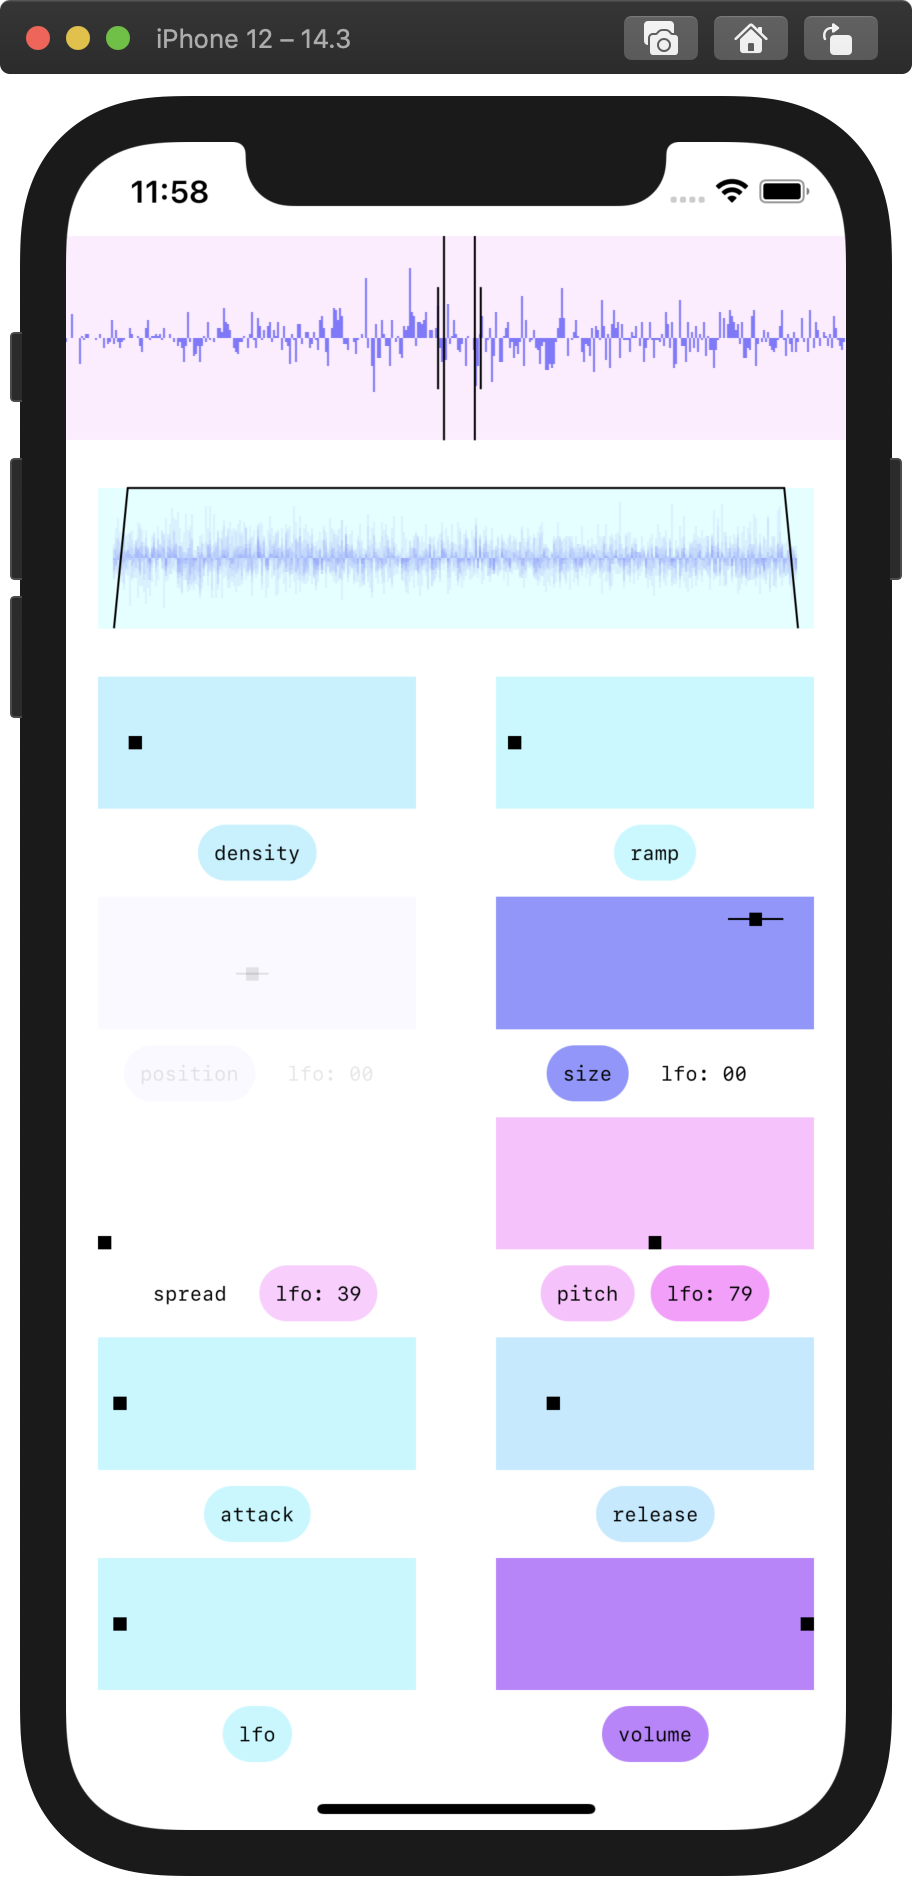 iPhone 12 – 14.3
11:58
density
ramp
position lfo: 00
size lfo: 00
spread lfo: 39
pitch lfo: 79
attack
release
lfo
volume